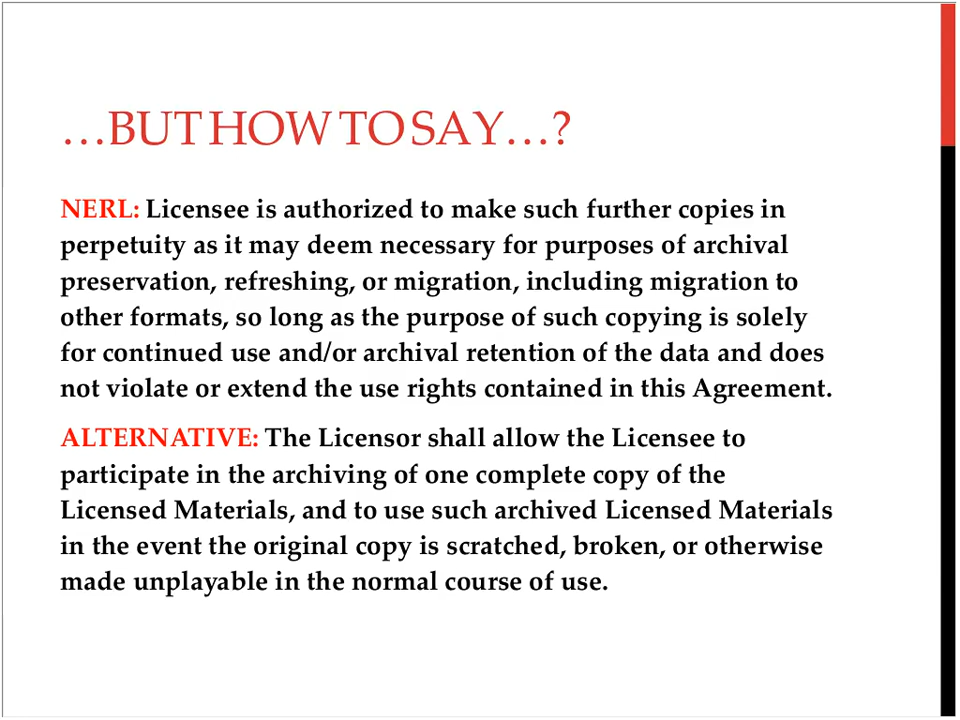 …BUT HOW TO SAY…?
NERL: Licensee is authorized to make such further copies in
perpetuity as it may deem necessary for purposes of archival
preservation, refreshing, or migration, including migration to
other formats, so long as the purpose of such copying is solely
for continued use and/or archival retention of the data and does
not violate or extend the use rights contained in this Agreement.
ALTERNATIVE: The Licensor shall allow the Licensee to
participate in the archiving of one complete copy of the
Licensed Materials, and to use such archived Licensed Materials
in the event the original copy is scratched, broken, or otherwise
made unplayable in the normal course of use.